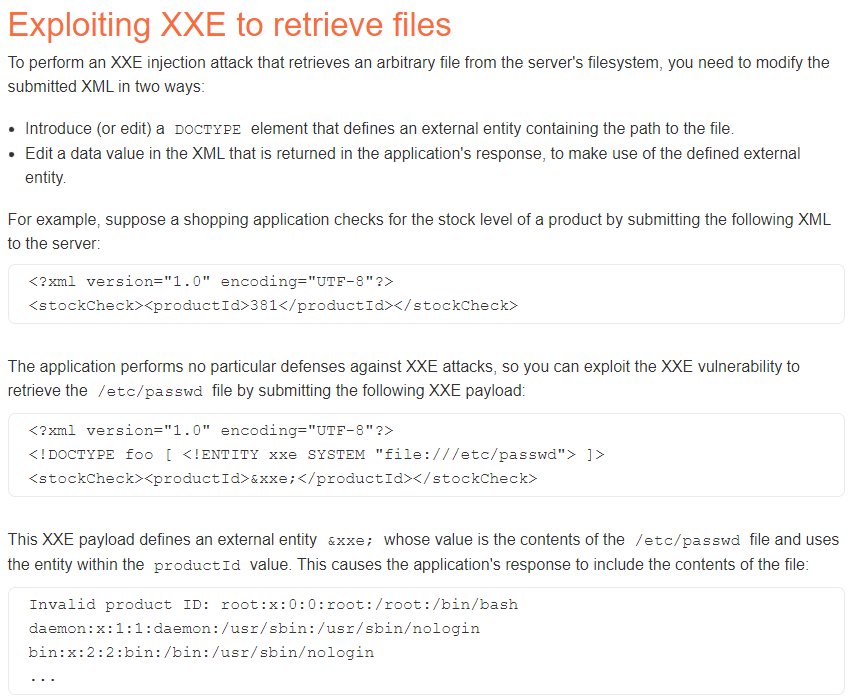 Exploiting XXE to retrieve files
To perform an XXE injection attack that retrieves an arbitrary file from the server's filesystem, you need to modify the
submitted XML in two ways:
• Introduce (or edit) a DOCTYPE element that defines an external entity containing the path to the file.
• Edit a data value in the XML that is returned in the application's response, to make use of the defined external
entity.
For example, suppose a shopping application checks for the stock level of a product by submitting the following XML
to the server:
<?xml version="1.0" encoding="UTF-8"?>
<stockCheck><productId>381</productId></stockCheck>
The application performs no particular defenses against XXE attacks, so you can exploit the XXE vulnerability to
retrieve the /etc/passwd file by submitting the following XXE payload:
<?xml version="1.0" encoding="UTF-8"?>
<!DOCTYPE foo [ <!ENTITY xxe SYSTEM "file:///etc/passwd"> ]>
<stockCheck><productId>&xxe;</productId></stockCheck>
This XXE payload defines an external entity &xxe; whose value is the contents of the /etc/passwd file and uses
the entity within the productId value. This causes the application's response to include the contents of the file:
Invalid product ID: root:x:0:0:root:/root:/bin/bash
daemon:x:1:1:daemon:/usr/sbin:/usr/sbin/nologin
bin:x:2:2:bin:/bin:/usr/sbin/nologin
...